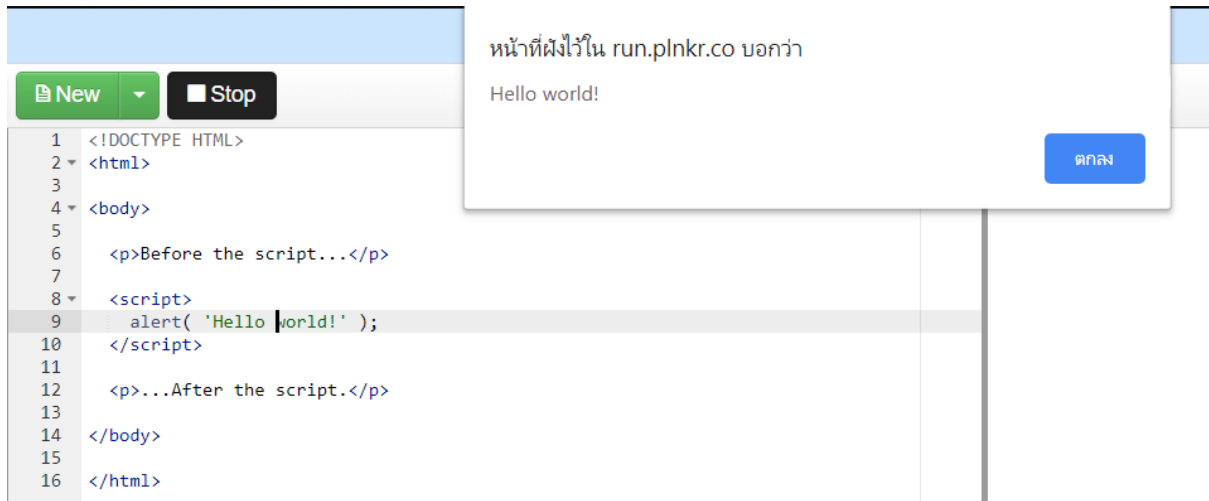 หน้าที่ฝังไว้ใน run.plnkr.co บอกว่า
Hello world!
ตกลง
New
Stop
1 <!DOCTYPE HTML>
2 <html>
3
4 <body>
5
6 <p>Before the script...</p>
7
8 <script>
9 alert( 'Hello world!' );
10 </script>
11
12 <p>...After the script.</p>
13
14 </body>
15
16 </html>